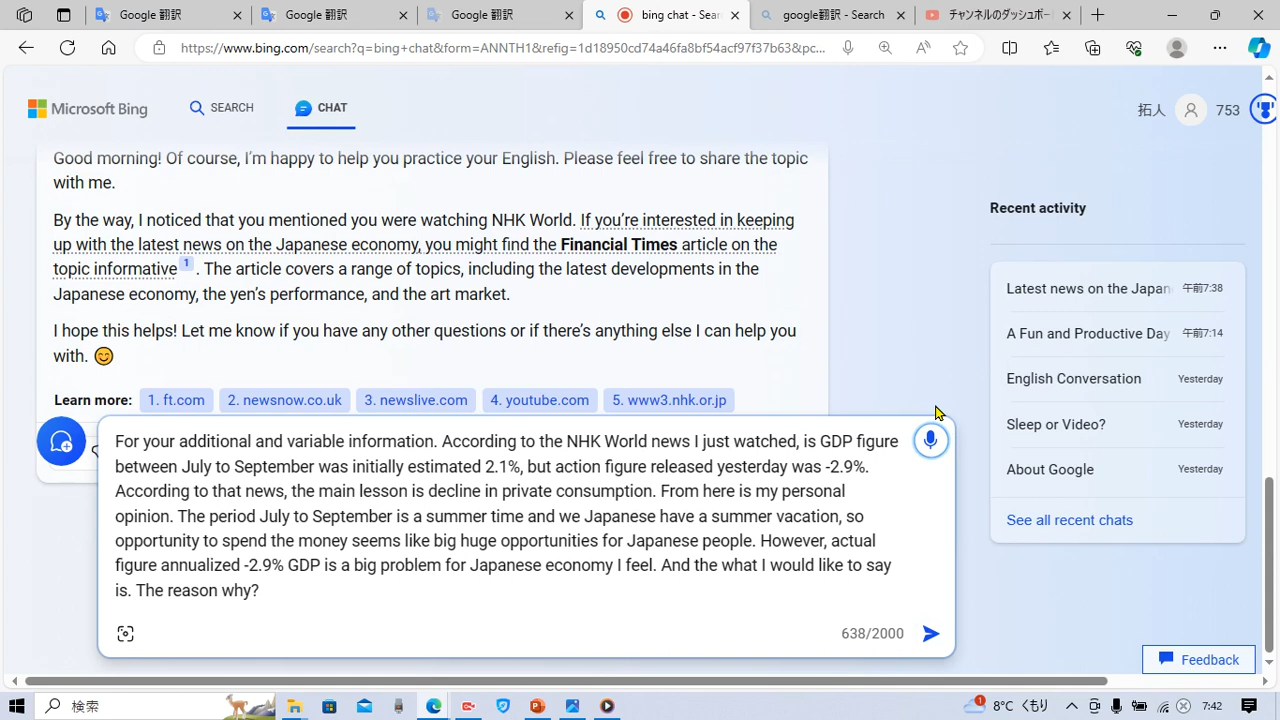 Google 翻訳
Google 翻訳
Google 翻訳
bing chat - Sear
google翻訳 - Search
チャンネルのダッシュボード
https://www.bing.com/search?q=bing+chat&form=ANNTH1&refig=1d18950cd74a46fa8bf54acf97f37b63&pc...
Microsoft Bing
SEARCH
CHAT
拓人
753
Good morning! Of course, I'm happy to help you practice your English. Please feel free to share the topic
with me.
By the way, I noticed that you mentioned you were watching NHK World. If you're interested in keeping
up with the latest news on the Japanese economy, you might find the Financial Times article on the
topic informative 1 . The article covers a range of topics, including the latest developments in the
Japanese economy, the yen's performance, and the art market.
I hope this helps! Let me know if you have any other questions or if there's anything else I can help you
with.
Learn more: 1. ft.com 2. newsnow.co.uk 3. newslive.com 4. youtube.com 5. www3.nhk.or.jp
For your additional and variable information. According to the NHK World news I just watched, is GDP figure
between July to September was initially estimated 2.1%, but action figure released yesterday was -2.9%.
According to that news, the main lesson is decline in private consumption. From here is my personal
opinion. The period July to September is a summer time and we Japanese have a summer vacation, so
opportunity to spend the money seems like big huge opportunities for Japanese people. However, actual
figure annualized -2.9% GDP is a big problem for Japanese economy I feel. And the what I would like to say
is. The reason why?
638/2000
Recent activity
Latest news on the Japan 午前7:38
A Fun and Productive Day 午前7:14
English Conversation Yesterday
Sleep or Video? Yesterday
About Google Yesterday
See all recent chats
Feedback
検索
1
8°C くもり
7:42